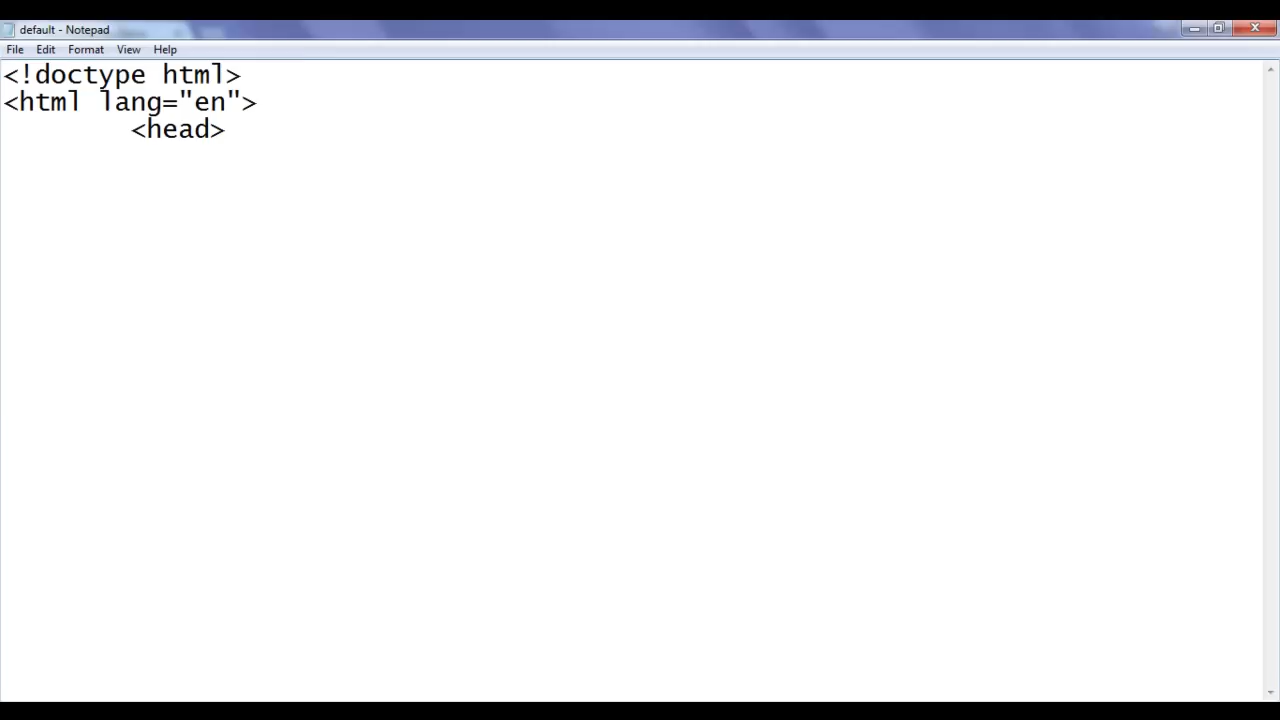 default - Notepad
File Edit Format View Help
<!doctype html>
<html lang="en">
        <head>